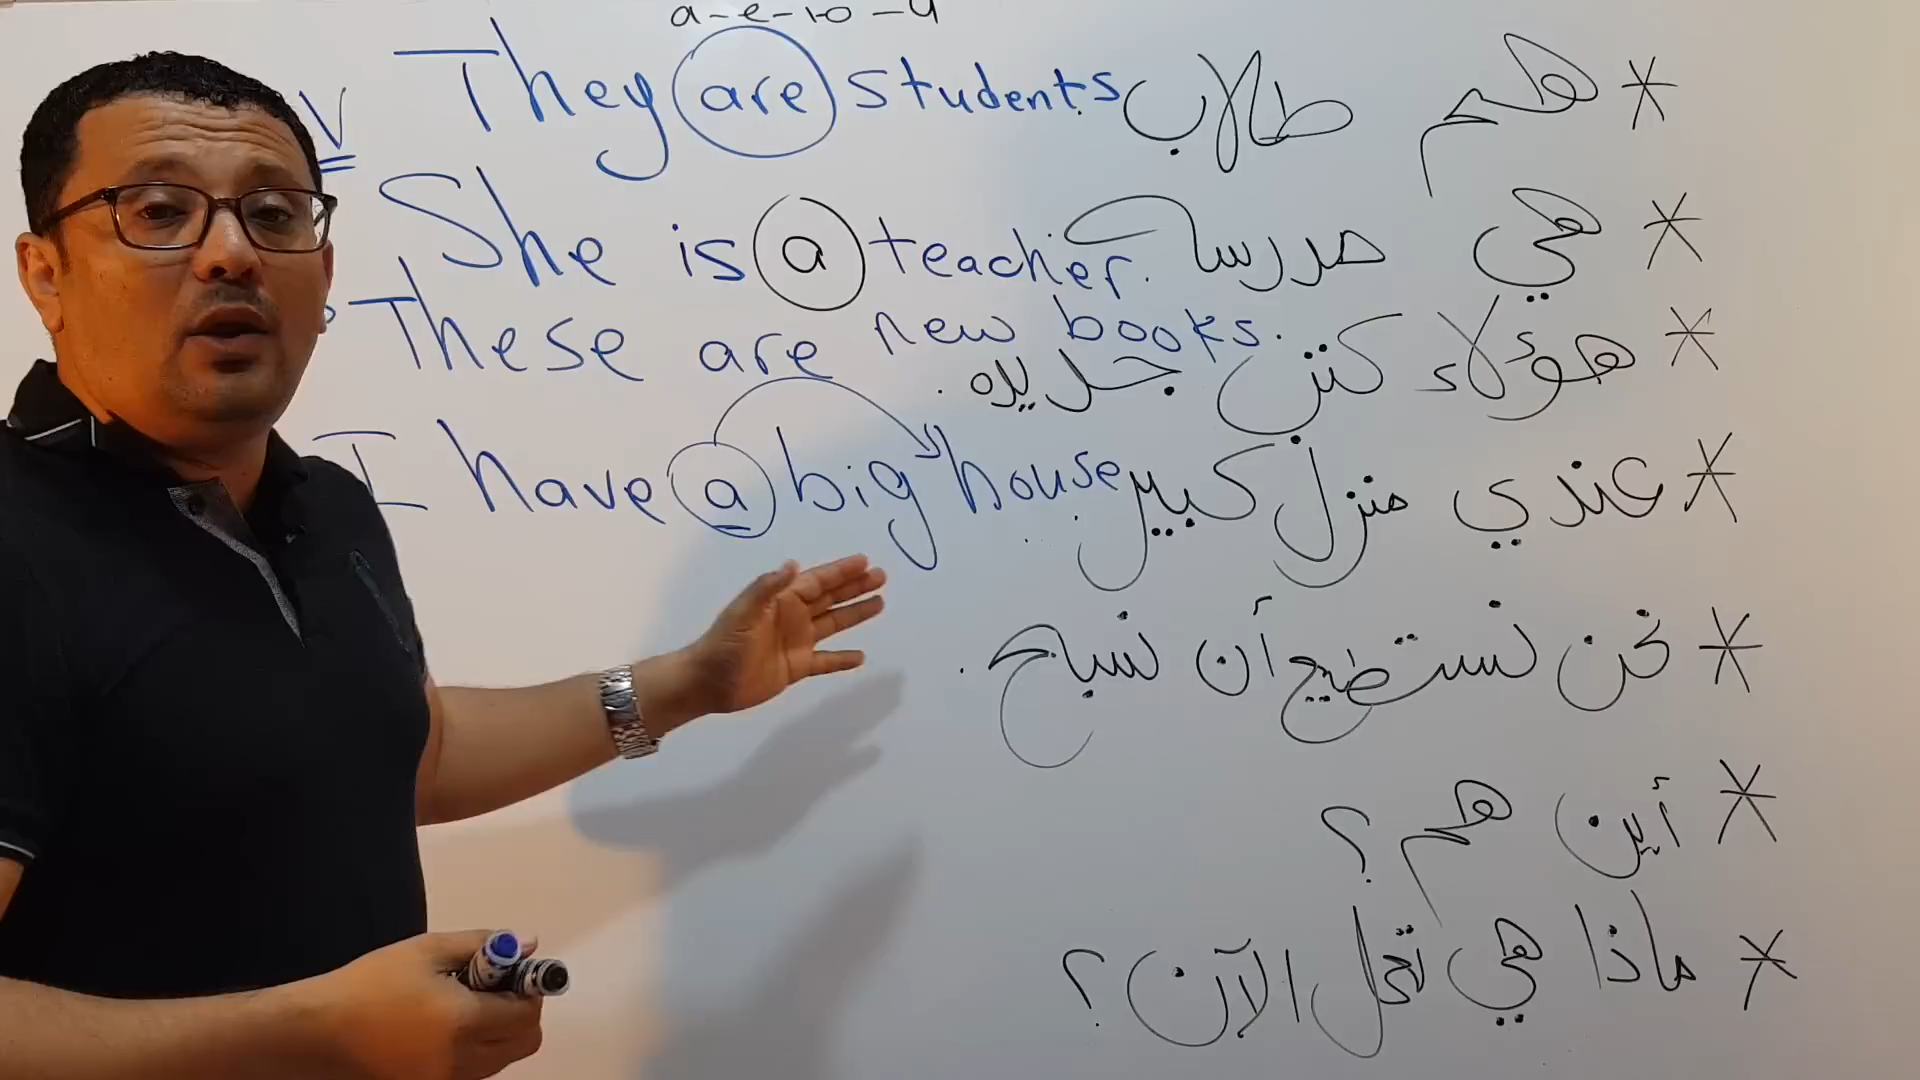 a-e-i-o-u
They are students هم طلاب *
V
She is a teacher. هي مدرسة *
These are new books. هؤلاء كتب *
جديده.
I have a big house. عندي منزل كبير *
نحن نستطيع أن نسبح. *
أين هم؟ *
ماذا هي تفعل الآن؟ *